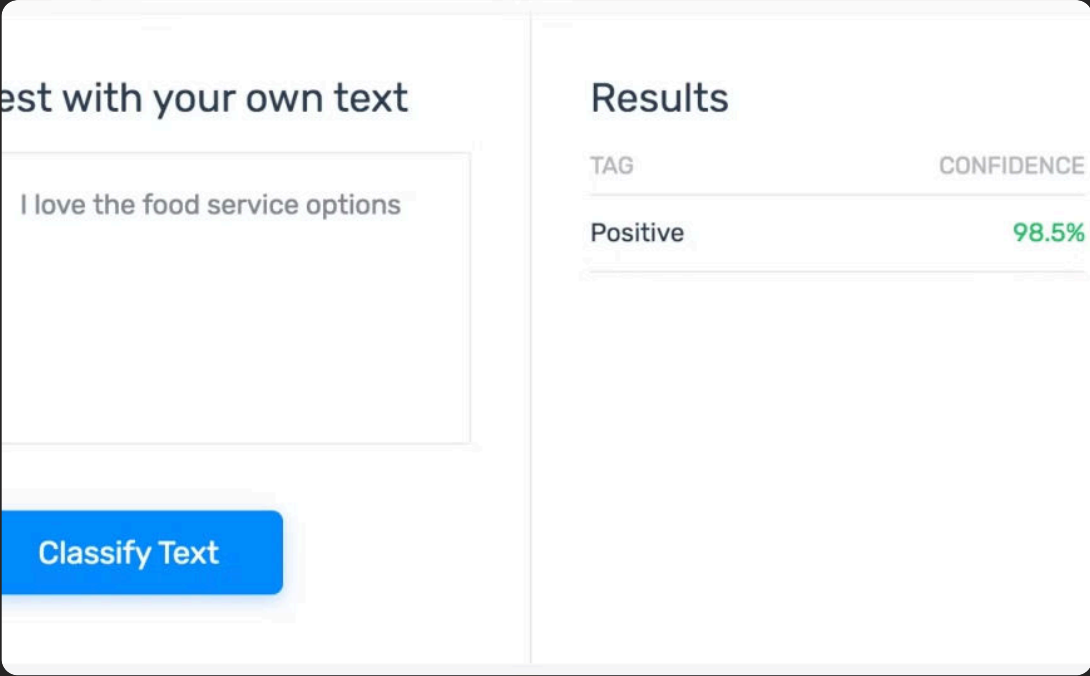 est with your own text
I love the food service options
Classify Text
Results
TAG CONFIDENCE
Positive 98.5%